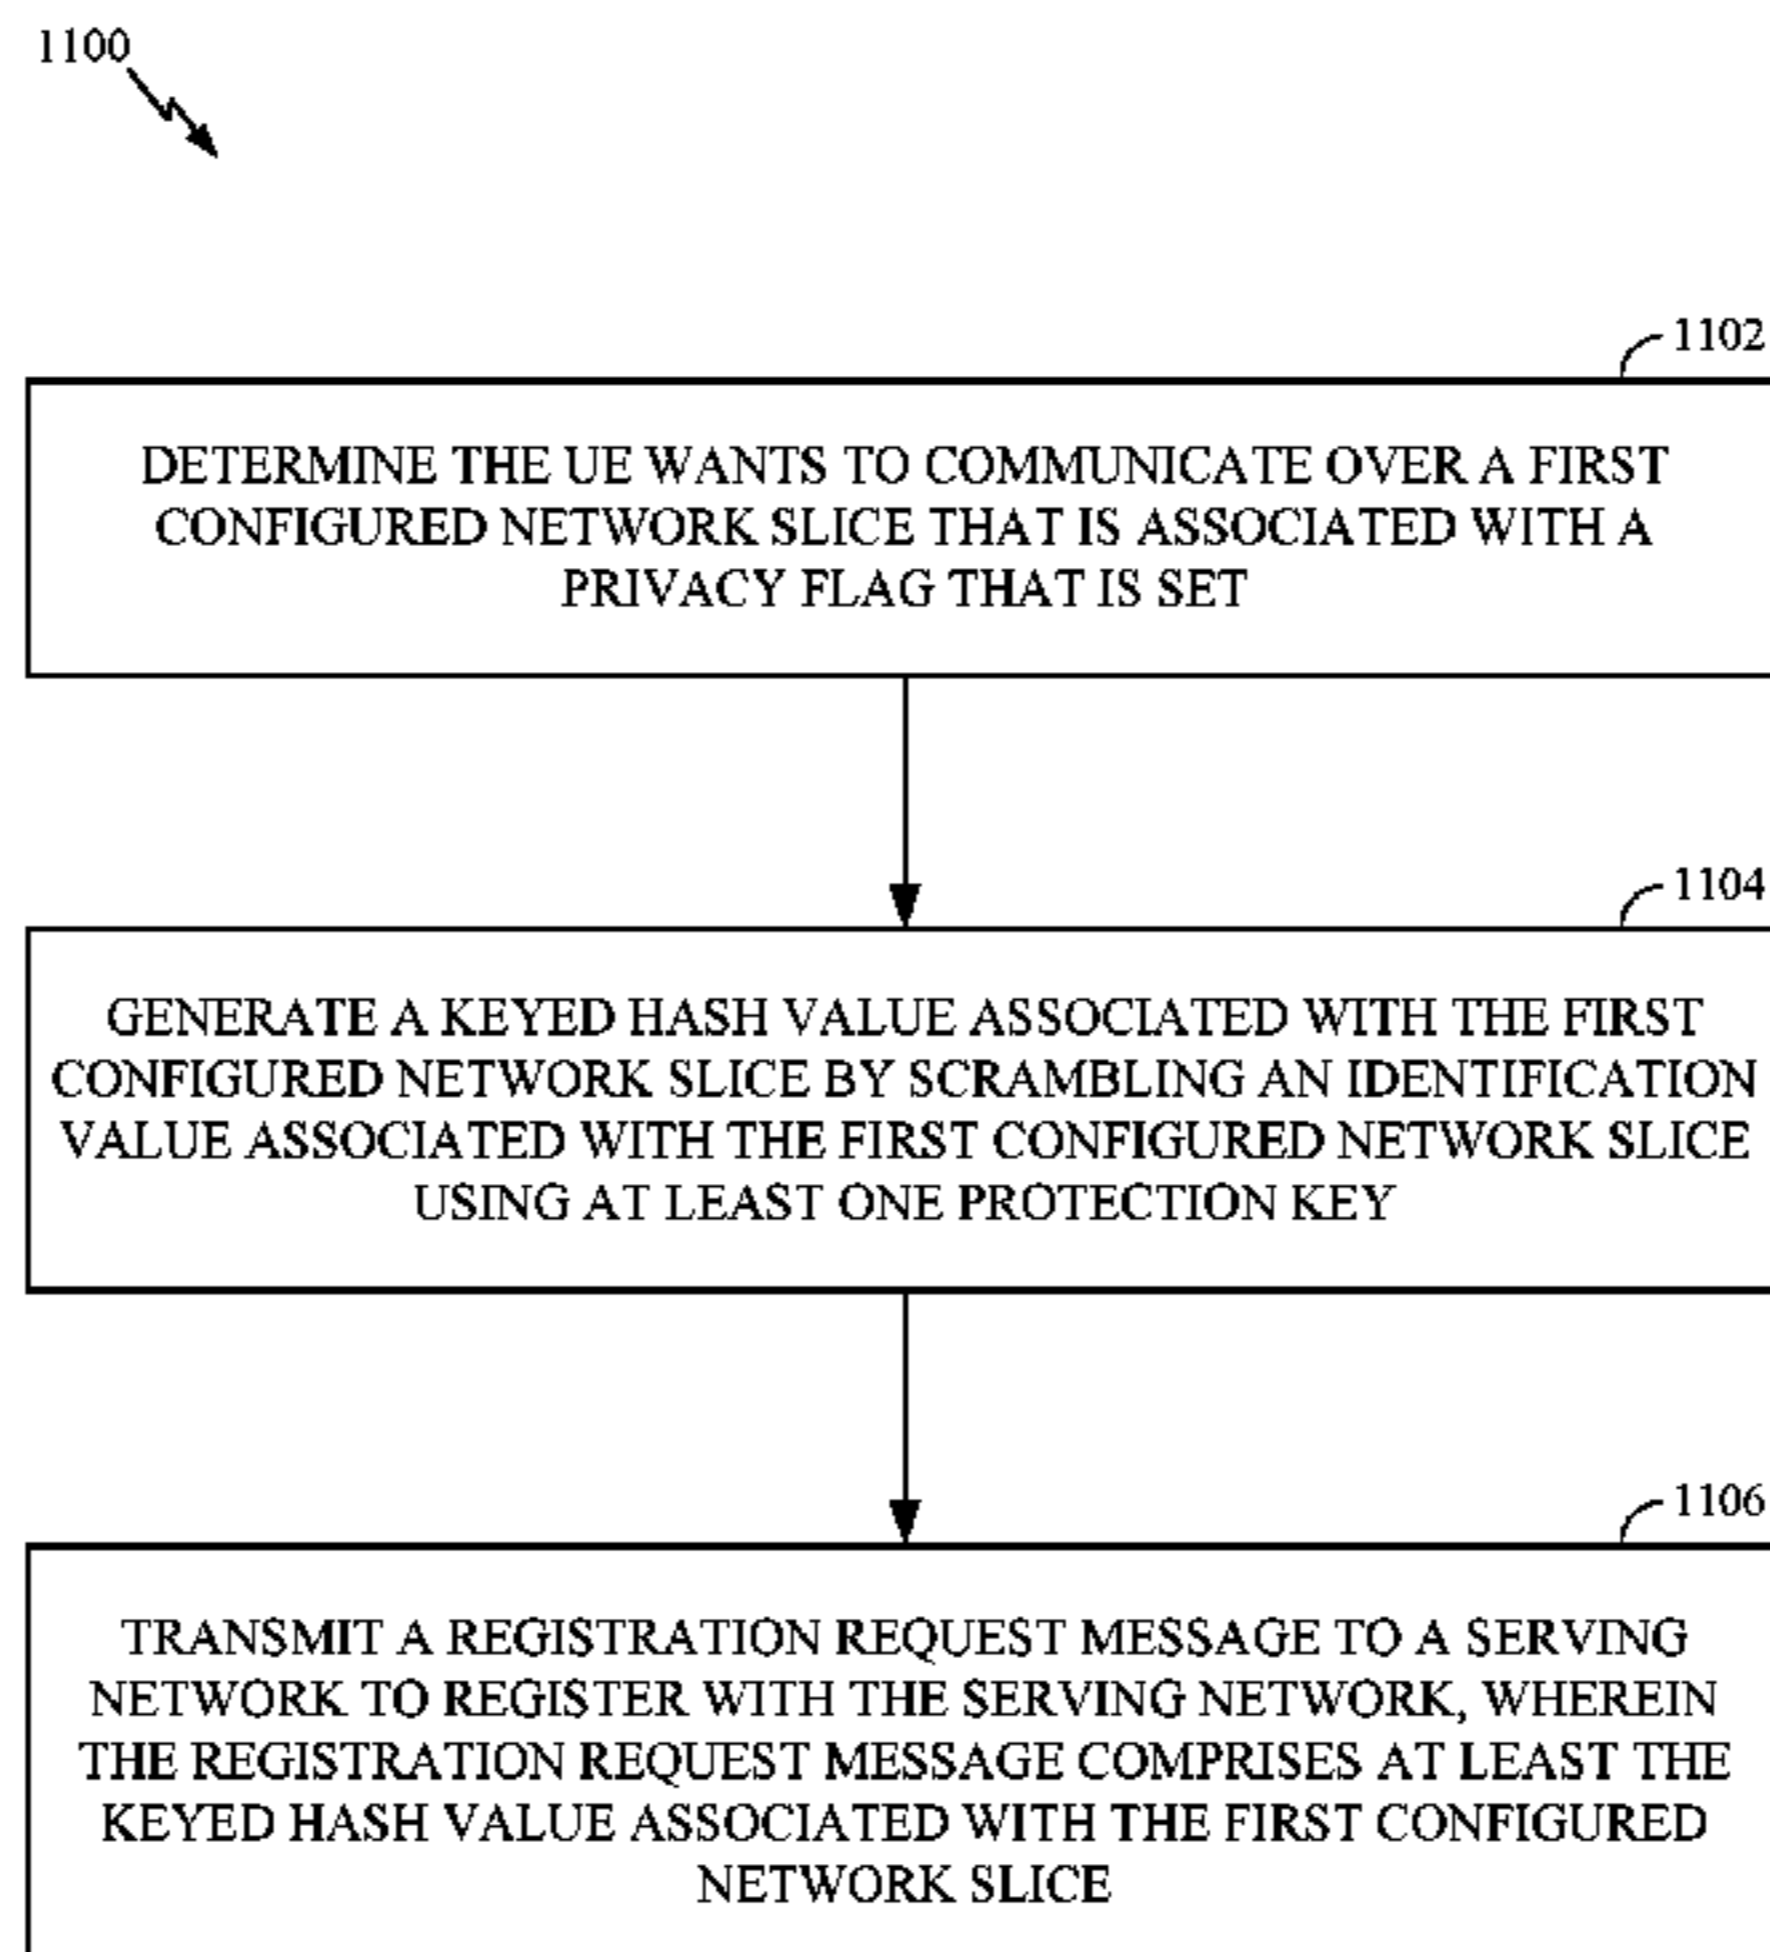 1100
1102
DETERMINE THE UE WANTS TO COMMUNICATE OVER A FIRST
CONFIGURED NETWORK SLICE THAT IS ASSOCIATED WITH A
PRIVACY FLAG THAT IS SET
1104
GENERATE A KEYED HASH VALUE ASSOCIATED WITH THE FIRST
CONFIGURED NETWORK SLICE BY SCRAMBLING AN IDENTIFICATION
VALUE ASSOCIATED WITH THE FIRST CONFIGURED NETWORK SLICE
USING AT LEAST ONE PROTECTION KEY
1106
TRANSMIT A REGISTRATION REQUEST MESSAGE TO A SERVING
NETWORK TO REGISTER WITH THE SERVING NETWORK, WHEREIN
THE REGISTRATION REQUEST MESSAGE COMPRISES AT LEAST THE
KEYED HASH VALUE ASSOCIATED WITH THE FIRST CONFIGURED
NETWORK SLICE